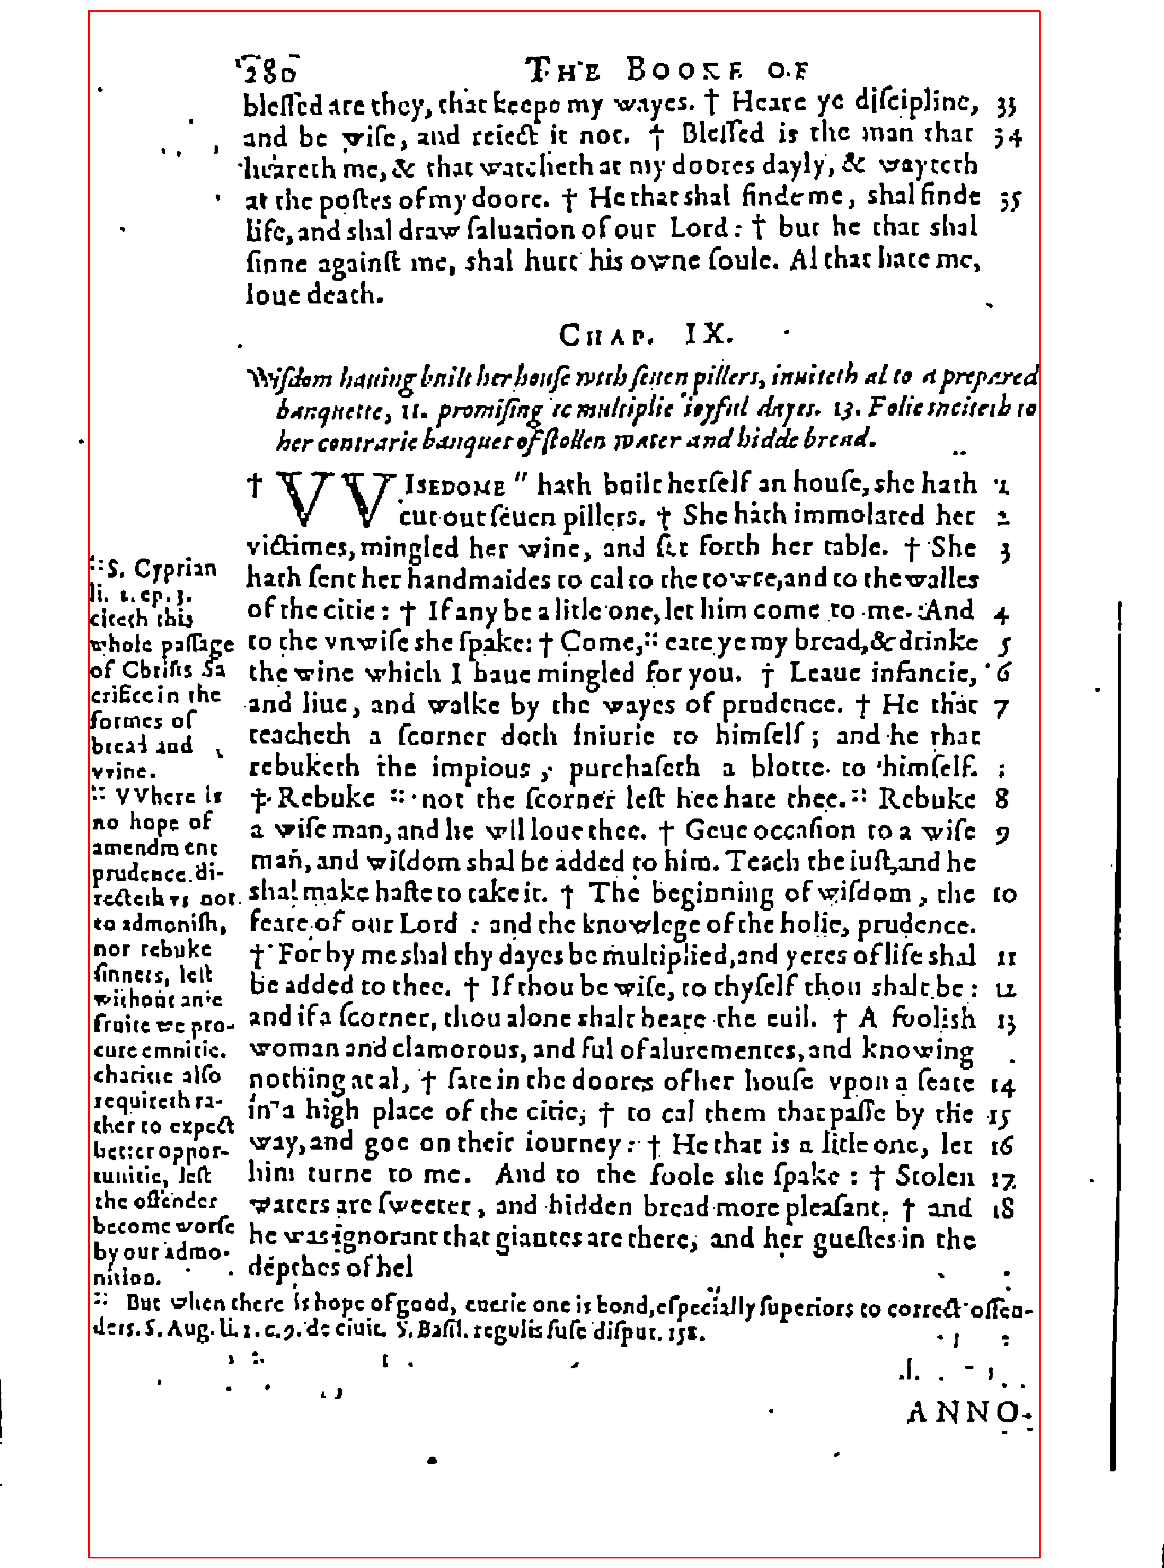 280 THE BOOKE OF
blessed are they, that keepe my wayes. † Heare ye discipline, 33
and be wise, and reiect it not. † Blessed is the man that 34
heareth me, & that watcheth at my doores dayly, & wayteth
at the postes of my doore. † He that shal finde me, shal finde 35
life, and shal draw saluation of our Lord: † but he that shal
sinne against me, shal hurt his owne soule. Al that hate me,
loue death.
CHAP. IX.
Wisdom hauing built her house with seuen pillers, inuiteth al to a prepared
banquette, 11. promising to multiplie ioyful dayes. 13. Folie inciteth to
her contrarie banquet of stollen water and hidde bread.
† VVISEDOME " hath built herself an house, she hath 1
cut out seuen pillers. † She hath immolated her 2
victimes, mingled her wine, and set forth her table. † She 3
hath sent her handmaides to cal to the towre, and to the walles
of the citie: † If any be a litle one, let him come to me. And 4
to the vnwise she spake: † Come, :: eate ye my bread, & drinke 5
the wine which I haue mingled for you. † Leaue infancie, 6
and liue, and walke by the wayes of prudence. † He that 7
teacheth a scorner doth iniurie to himself; and he that
rebuketh the impious, purchaseth a blotte to himself.
† Rebuke :: not the scorner lest hee hate thee. :: Rebuke 8
a wise man, and he wil loue thee. † Geue occasion to a wise 9
man, and wisdom shal be added to him. Teach the iust, and he
shal make haste to take it. † The beginning of wisdom, the 10
feare of our Lord : and the knowlege of the holie, prudence.
† For by me shal thy dayes be multiplied, and yeres of life shal 11
be added to thee. † If thou be wise, to thyself thou shalt be: 12
and if a scorner, thou alone shalt beare the euil. † A foolish 13
woman and clamorous, and ful of alurementes, and knowing
nothing at al, † sate in the doores of her house vpon a seate 14
in a high place of the citie, † to cal them that passe by the 15
way, and goe on their iourney: † He that is a litle one, let 16
him turne to me. And to the foole she spake: † Stolen 17
waters are sweeter, and hidden bread more pleasant. † and 18
he was ignorant that giantes are there, and her guestes in the
depthes of hel
:: S. Cyprian
li. 2. ep. 3.
citeth this
whole passage
of Christs Sa
crifice in the
formes of
bread and
wine.
:: VVhere is
no hope of
amendment
prudence di-
recteth vs not
to admonish,
nor rebuke
sinners, lest
without anie
fruite we pro-
cure emnitie.
charitie also
requireth ra-
ther to expect
better oppor-
tunitie, lest
the offender
become worse
by our admo-
nition.
:: But when there is hope of good, euerie one is bond, especially superiors to correct offen-
ders. S. Aug. li. 1. c. 9. de ciuit. S. Basil. regulis fuse disput. 158.
ANNO-